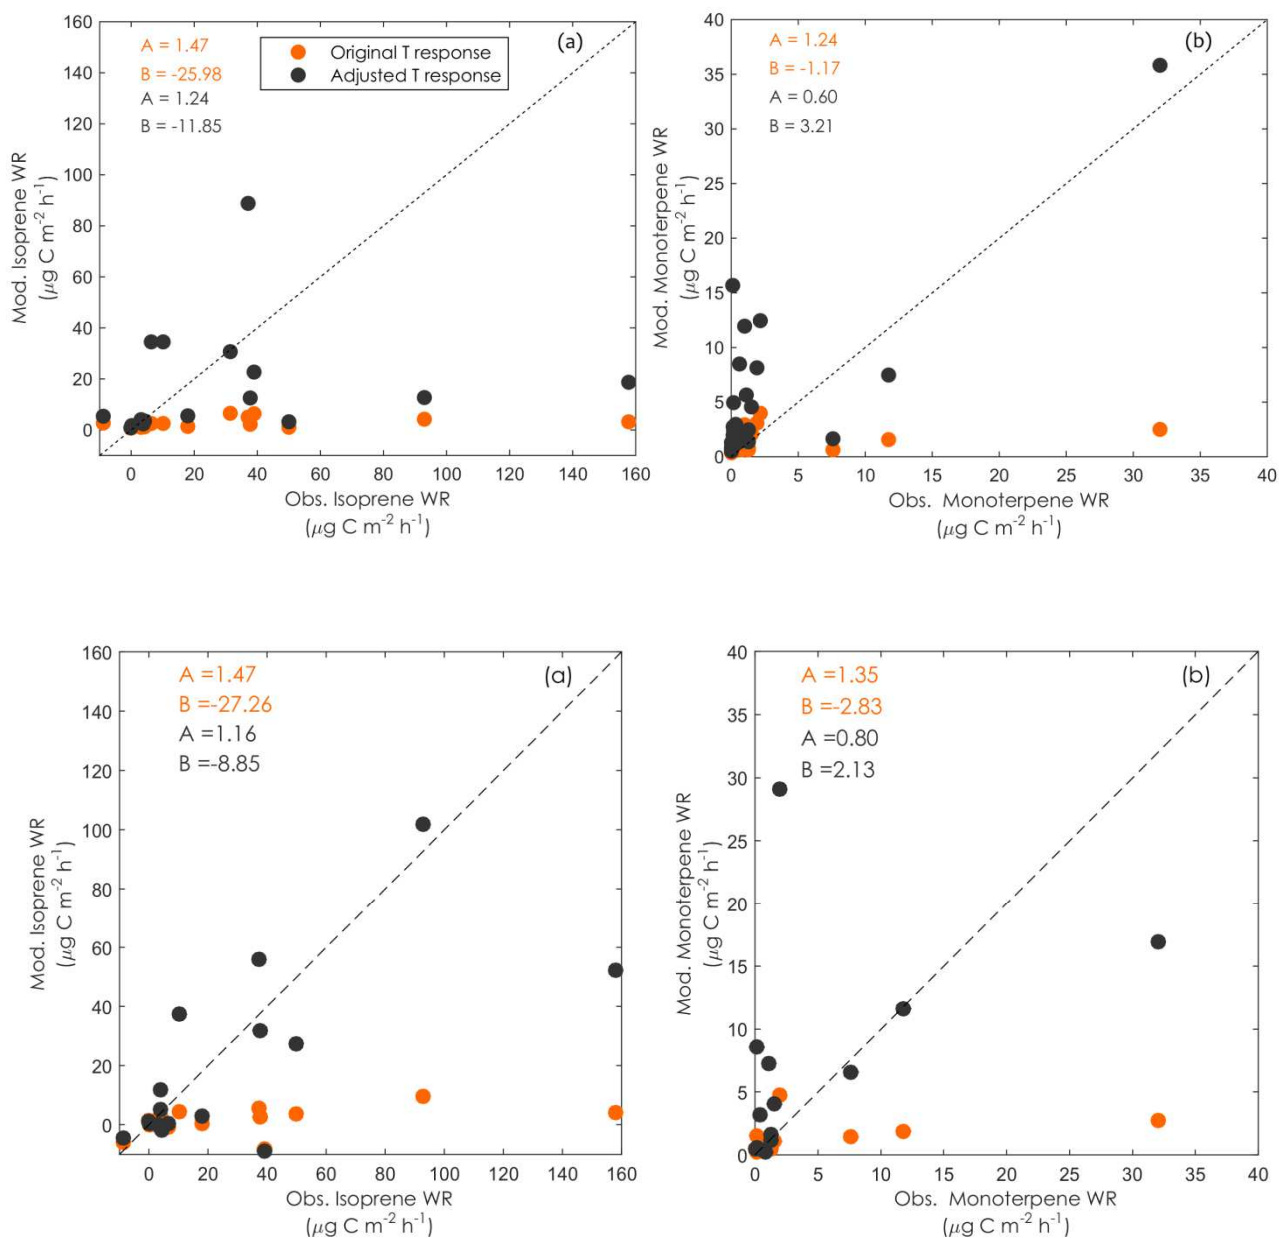 160
140
120
100
80
60
40
20
0
Mod. Isoprene WR
(μg C m⁻² h⁻¹)
A = 1.47
B = -25.98
A = 1.24
B = -11.85
Original T response
Adjusted T response
(a)
0 20 40 60 80 100 120 140 160
Obs. Isoprene WR
(μg C m⁻² h⁻¹)
40
35
30
25
20
15
10
5
0
Mod. Monoterpene WR
(μg C m⁻² h⁻¹)
A = 1.24
B = -1.17
A = 0.60
B = 3.21
(b)
0 5 10 15 20 25 30 35 40
Obs. Monoterpene WR
(μg C m⁻² h⁻¹)
160
140
120
100
80
60
40
20
0
Mod. Isoprene WR
(μg C m⁻² h⁻¹)
A =1.47
B =-27.26
A =1.16
B =-8.85
(a)
0 20 40 60 80 100 120 140 160
Obs. Isoprene WR
(μg C m⁻² h⁻¹)
40
35
30
25
20
15
10
5
0
Mod. Monoterpene WR
(μg C m⁻² h⁻¹)
A =1.35
B =-2.83
A =0.80
B =2.13
(b)
0 5 10 15 20 25 30 35 40
Obs. Monoterpene WR
(μg C m⁻² h⁻¹)